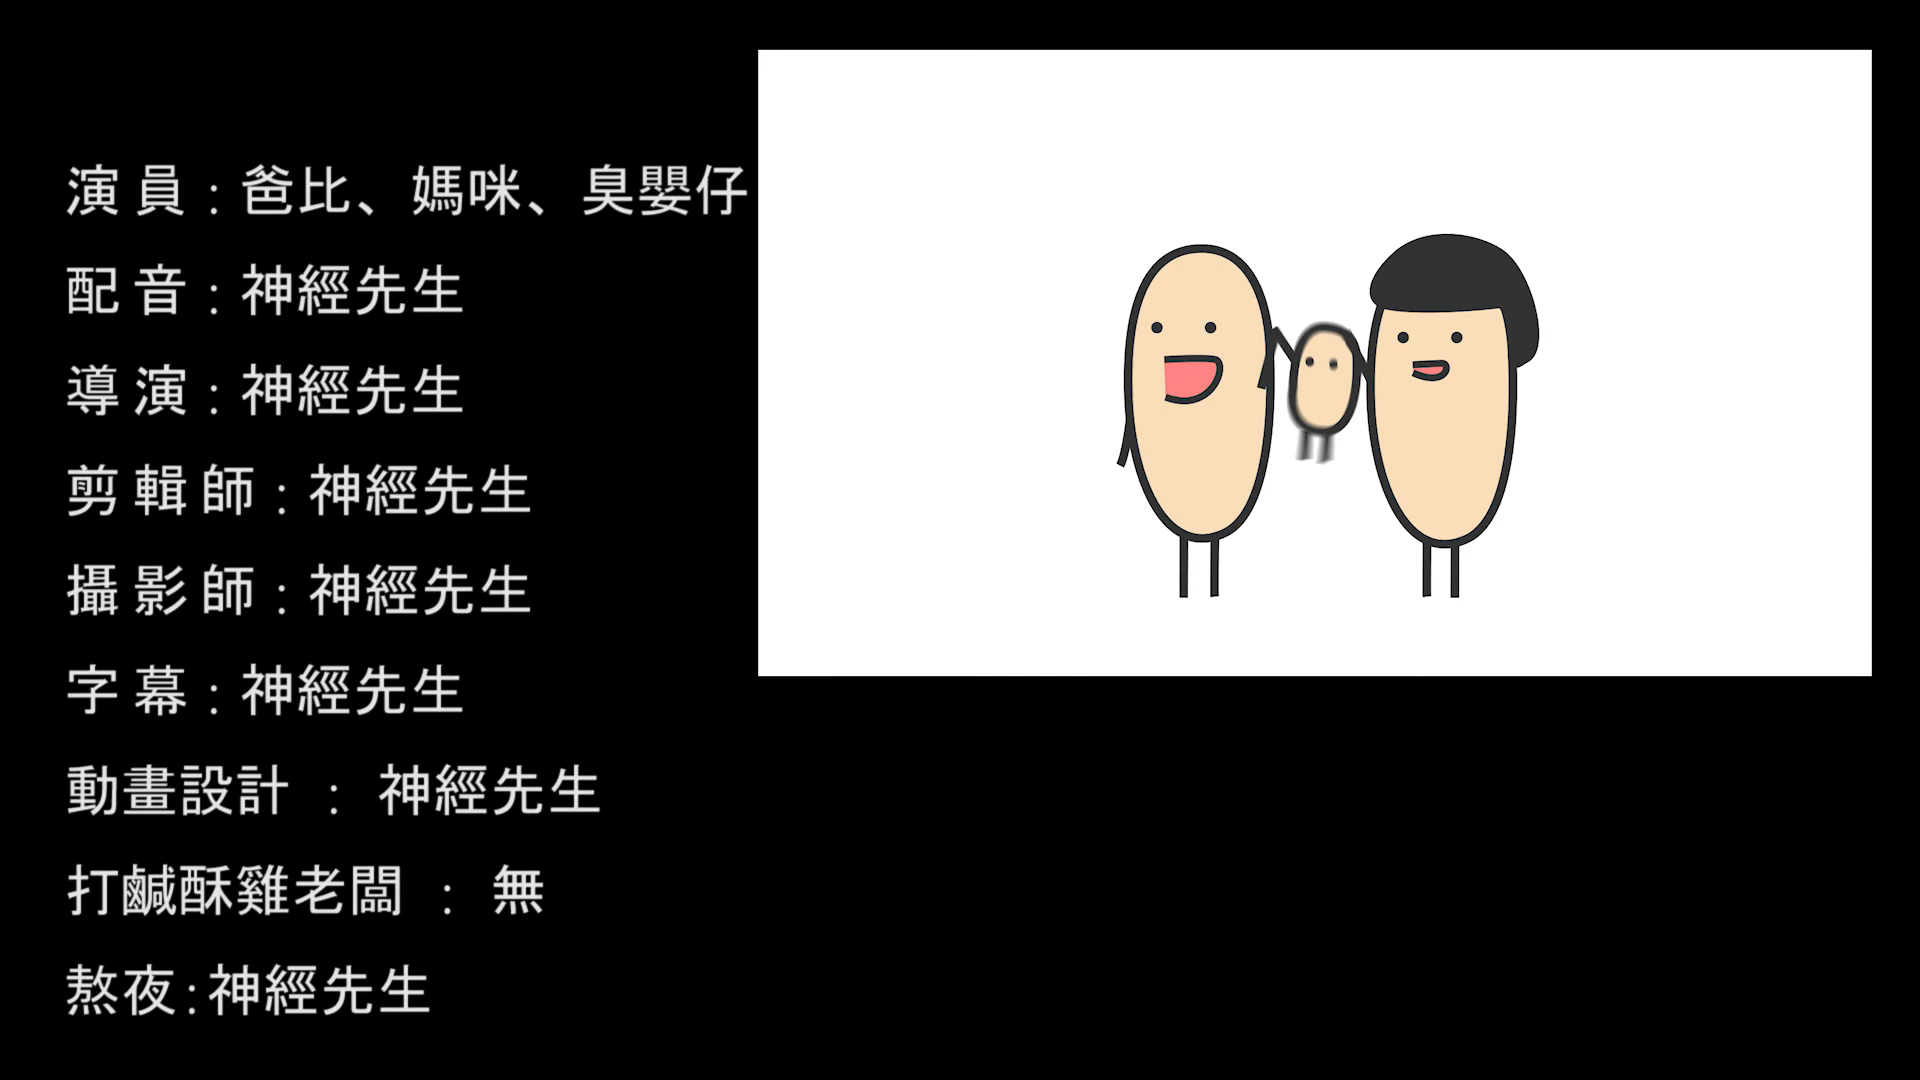 演員：爸比、媽咪、臭嬰仔
配音：神經先生
導演：神經先生
剪輯師：神經先生
攝影師：神經先生
字幕：神經先生
動畫設計 ： 神經先生
打鹹酥雞老闆 ： 無
熬夜:神經先生